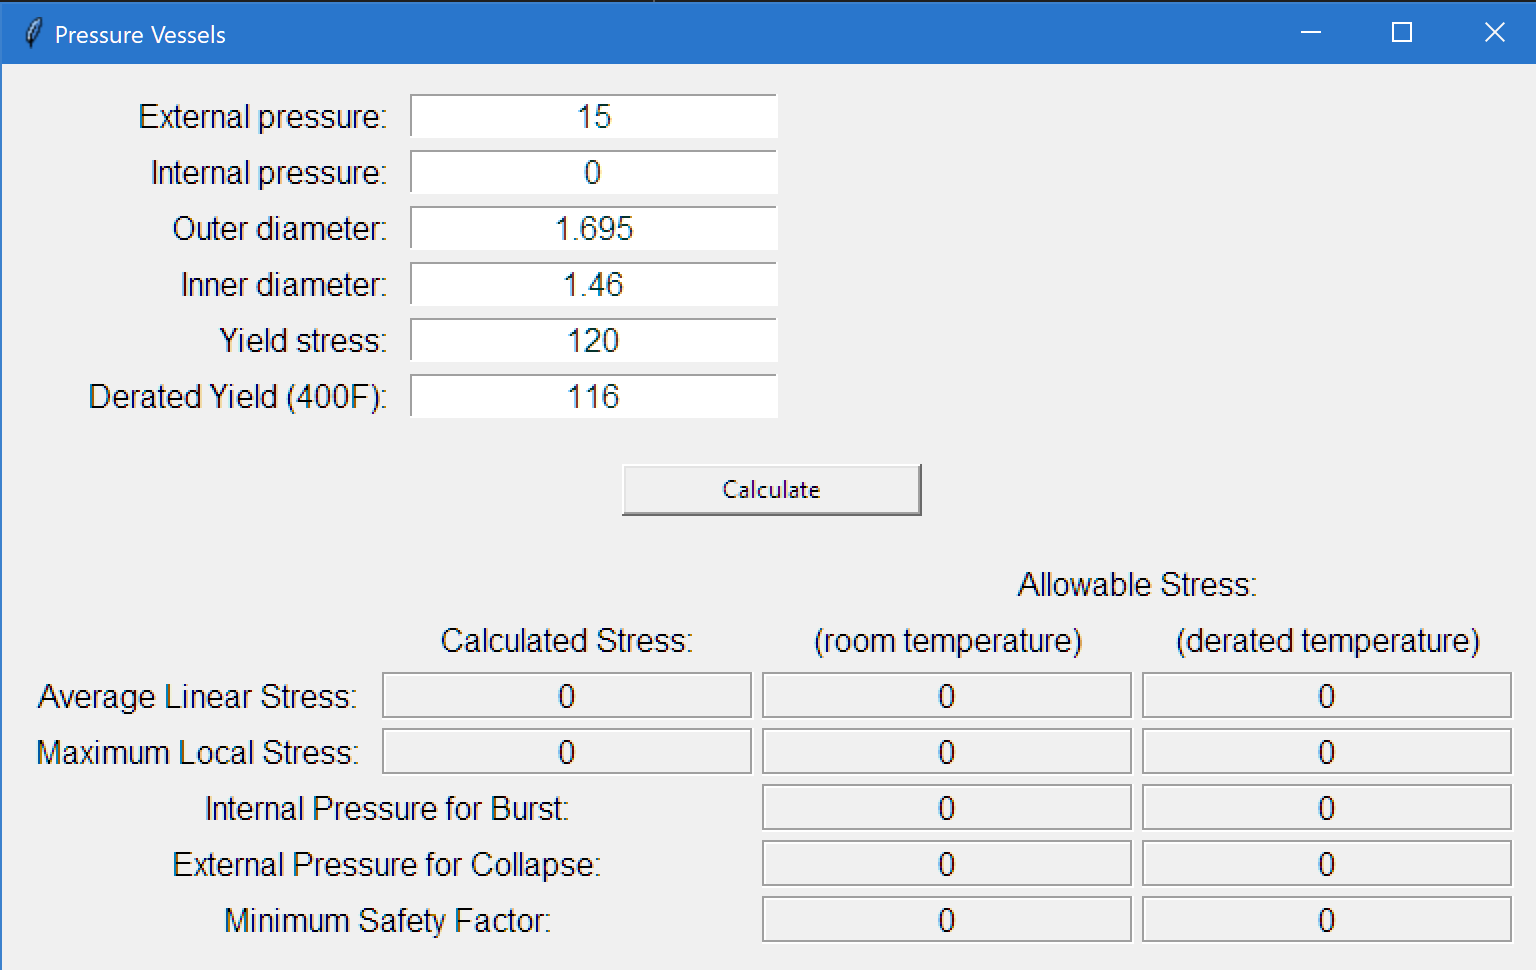 Pressure Vessels
External pressure: 15
Internal pressure: 0
Outer diameter: 1.695
Inner diameter: 1.46
Yield stress: 120
Derated Yield (400F): 116
Calculate
Allowable Stress:
Calculated Stress: (room temperature) (derated temperature)
Average Linear Stress: 0 0 0
Maximum Local Stress: 0 0 0
Internal Pressure for Burst: 0 0
External Pressure for Collapse: 0 0
Minimum Safety Factor: 0 0